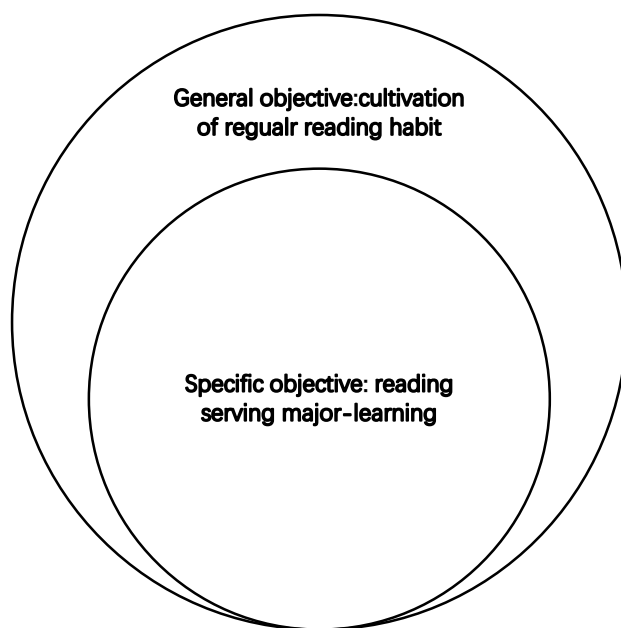 General objective:cultivation
of regualr reading habit
Specific objective: reading
serving major-learning